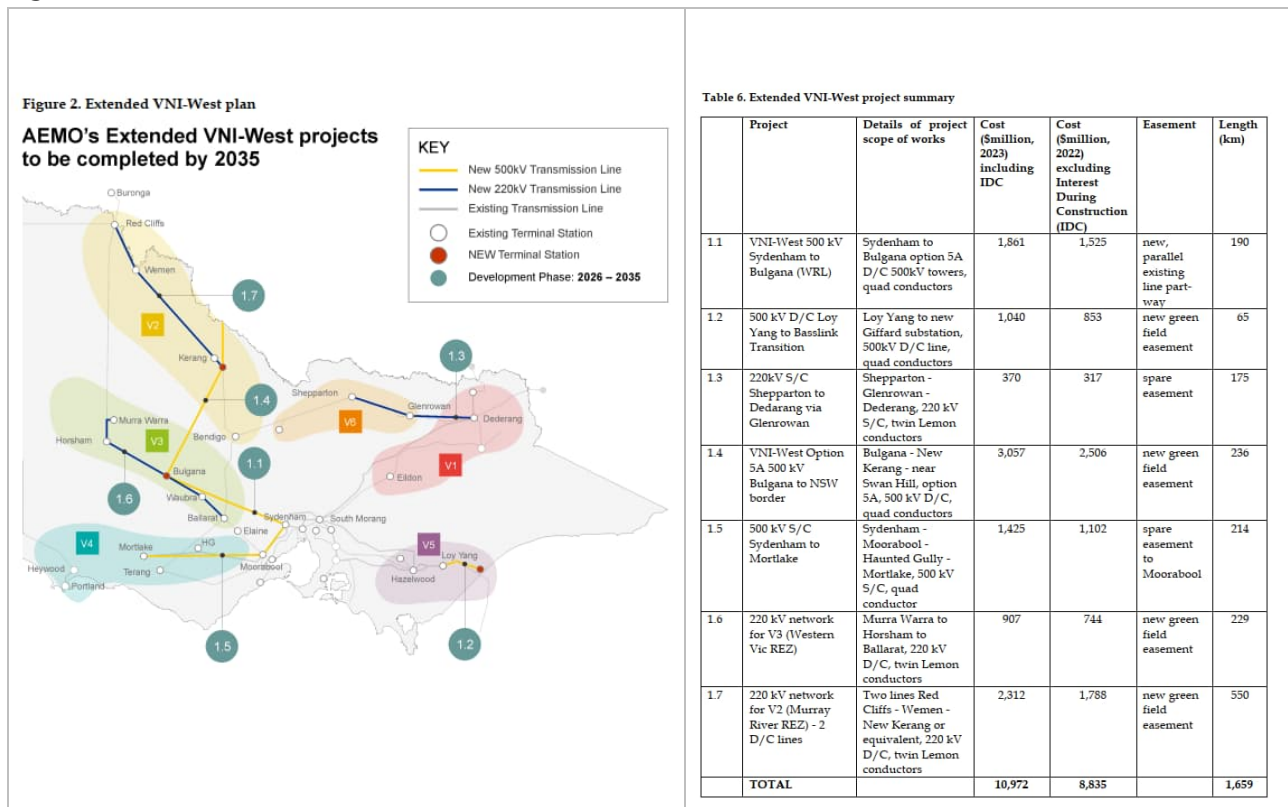 Figure 2. Extended VNI-West plan
AEMO's Extended VNI-West projects
to be completed by 2035
KEY
New 500kV Transmission Line
New 220kV Transmission Line
Existing Transmission Line
Existing Terminal Station
NEW Terminal Station
Development Phase: 2026 – 2035
Buronga
Red Cliffs
Wemen
1.7
V2
Kerang
1.3
1.4
Shepparton
Glenrowan
Dederang
V6
Murra Warra
Horsham
V3
Bendigo
1.1
V1
Bulgana
Eildon
1.6
Waubra
Ballarat
Sydenham
South Morang
Elaine
V4
Mortlake
HG
Moorabool
V5
Loy Yang
Heywood
Terang
Hazelwood
Portland
1.5
1.2
Table 6. Extended VNI-West project summary
Project
Details of project
scope of works
Cost
($million,
2023)
including
IDC
Cost
($million,
2022)
excluding
Interest
During
Construction
(IDC)
Easement
Length
(km)
1.1
VNI-West 500 kV
Sydenham to
Bulgana (WRL)
Sydenham to
Bulgana option 5A
D/C 500kV towers,
quad conductors
1,861
1,525
new,
parallel
existing
line part-
way
190
1.2
500 kV D/C Loy
Yang to Basslink
Transition
Loy Yang to new
Giffard substation,
500kV D/C line,
quad conductors
1,040
853
new green
field
easement
65
1.3
220kV S/C
Shepparton to
Dedarang via
Glenrowan
Shepparton -
Glenrowan -
Dederang, 220 kV
S/C, twin Lemon
conductors
370
317
spare
easement
175
1.4
VNI-West Option
5A 500 kV
Bulgana to NSW
border
Bulgana - New
Kerang - near
Swan Hill, option
5A, 500 kV D/C,
quad conductors
3,057
2,506
new green
field
easement
236
1.5
500 kV S/C
Sydenham to
Mortlake
Sydenham -
Moorabool -
Haunted Gully -
Mortlake, 500 kV
S/C, quad
conductor
1,425
1,102
spare
easement
to
Moorabool
214
1.6
220 kV network
for V3 (Western
Vic REZ)
Murra Warra to
Horsham to
Ballarat, 220 kV
D/C, twin Lemon
conductors
907
744
new green
field
easement
229
1.7
220 kV network
for V2 (Murray
River REZ) - 2
D/C lines
Two lines Red
Cliffs - Wemen -
New Kerang or
equivalent, 220 kV
D/C, twin Lemon
conductors
2,312
1,788
new green
field
easement
550
TOTAL
10,972
8,835
1,659